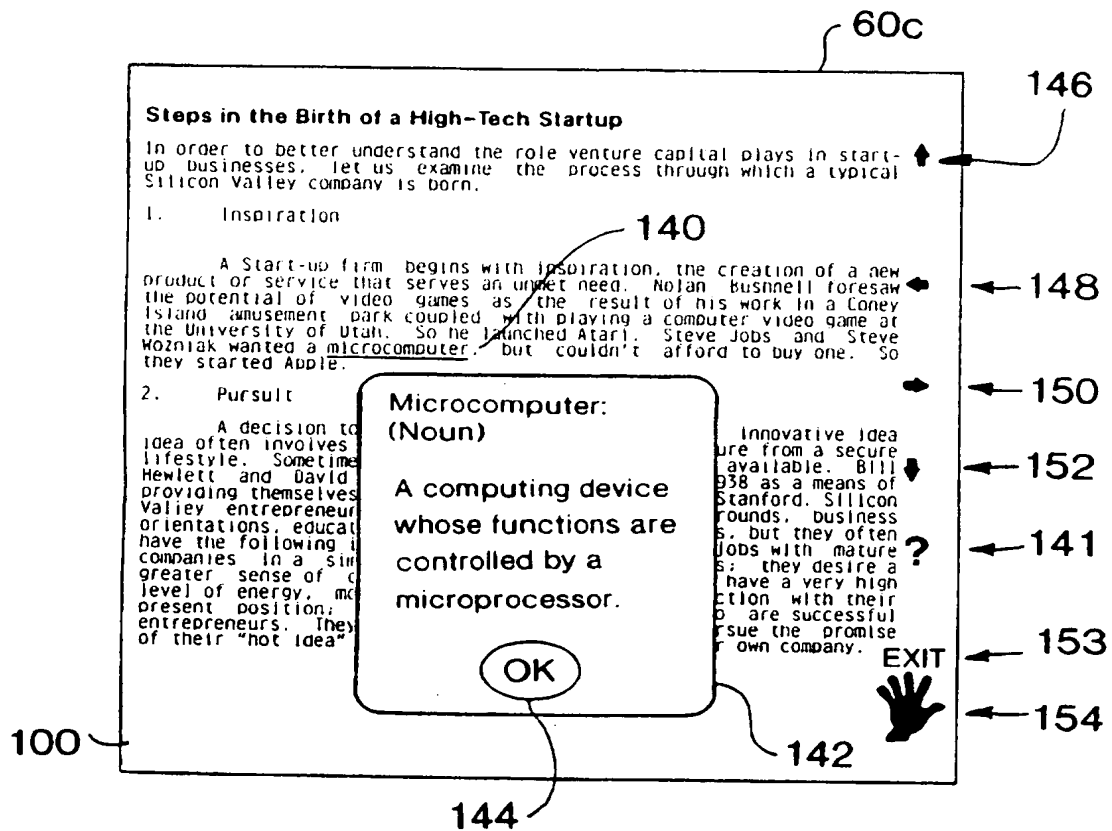 60c
146
Steps in the Birth of a High-Tech Startup
In order to better understand the role venture capital plays in start-
up businesses, let us examine the process through which a typical
Silicon Valley company is born.
1. Inspiration
140
A Start-up firm begins with inspiration, the creation of a new
product or service that serves an unmet need. Nolan Bushnell foresaw
the potential of video games as the result of his work in a Coney
Island amusement park coupled with playing a computer video game at
the University of Utah. So he launched Atari. Steve Jobs and Steve
Wozniak wanted a microcomputer, but couldn't afford to buy one. So
they started Apple.
148
150
2. Pursuit
A decision to
innovative idea
idea often involves
ure from a secure
lifestyle. Sometime
available. Bill
Hewlett and David
938 as a means of
providing themselves
Stanford. Silicon
Valley entrepreneur
rounds, business
orientations, educat
s, but they often
have the following i
jobs with mature
companies in a sim
s; they desire a
greater sense of c
have a very high
level of energy, mo
ction with their
present position;
o are successful
entrepreneurs. They
rsue the promise
of their "hot idea"
r own company.
Microcomputer:
(Noun)
A computing device
whose functions are
controlled by a
microprocessor.
OK
152
?
141
EXIT
153
154
100
142
144